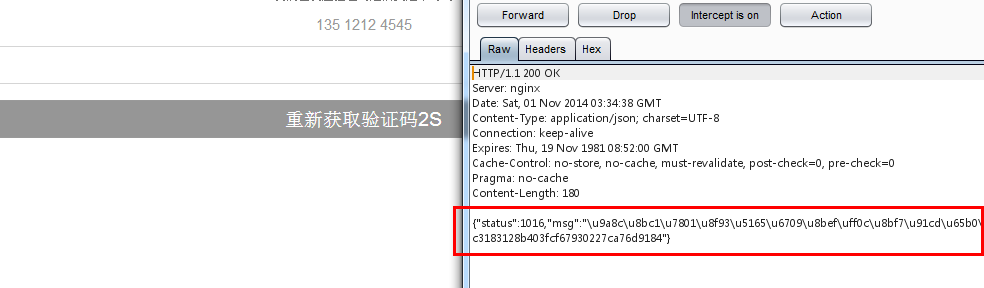 135 1212 4545
重新获取验证码2S
Forward Drop Intercept is on Action
Raw Headers Hex
HTTP/1.1 200 OK
Server: nginx
Date: Sat, 01 Nov 2014 03:34:38 GMT
Content-Type: application/json; charset=UTF-8
Connection: keep-alive
Expires: Thu, 19 Nov 1981 08:52:00 GMT
Cache-Control: no-store, no-cache, must-revalidate, post-check=0, pre-check=0
Pragma: no-cache
Content-Length: 180
{"status":1016,"msg":"\u9a8c\u8bc1\u7801\u8f93\u5165\u6709\u8bef\uff0c\u8bf7\u91cd\u65b0\
c3183128b403fcf67930227ca76d9184"}